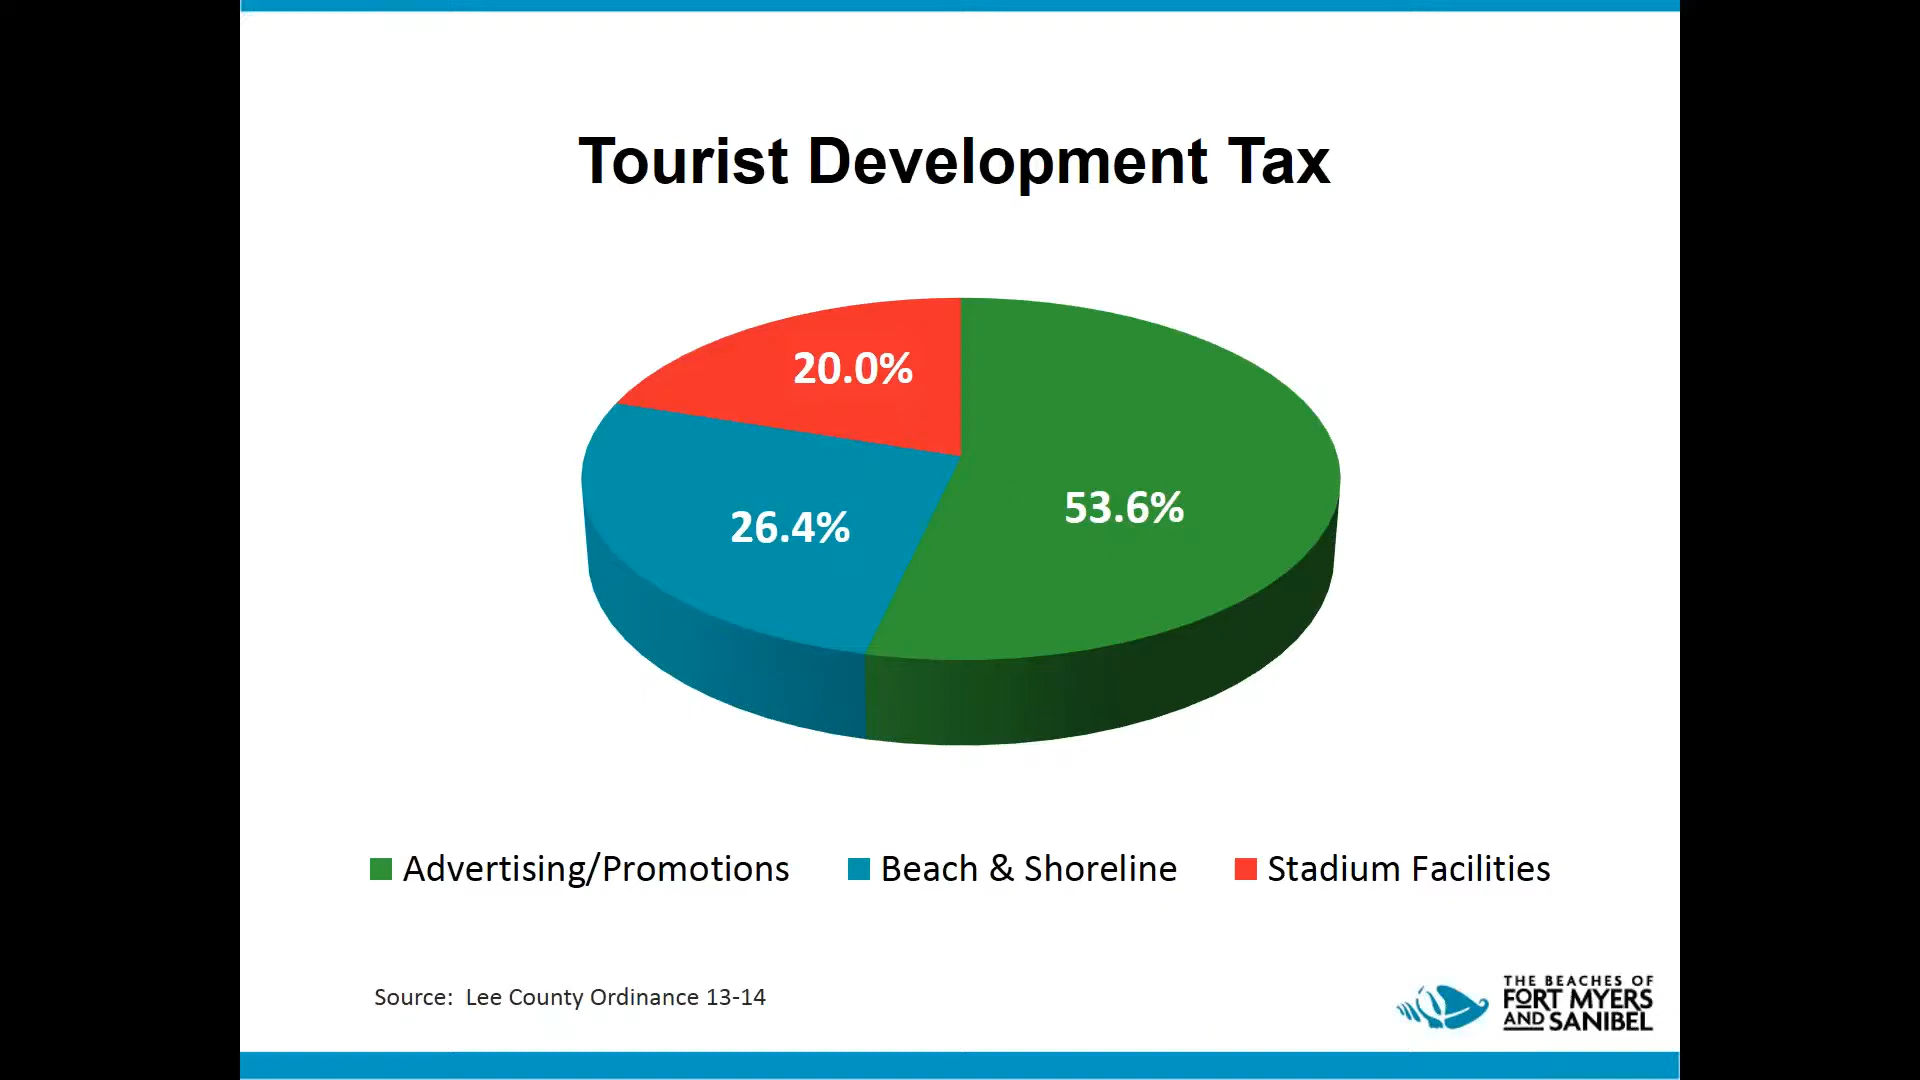 Tourist Development Tax
20.0%
53.6%
26.4%
Advertising/Promotions
Beach & Shoreline
Stadium Facilities
Source: Lee County Ordinance 13-14
THE BEACHES OF
FORT MYERS
AND SANIBEL